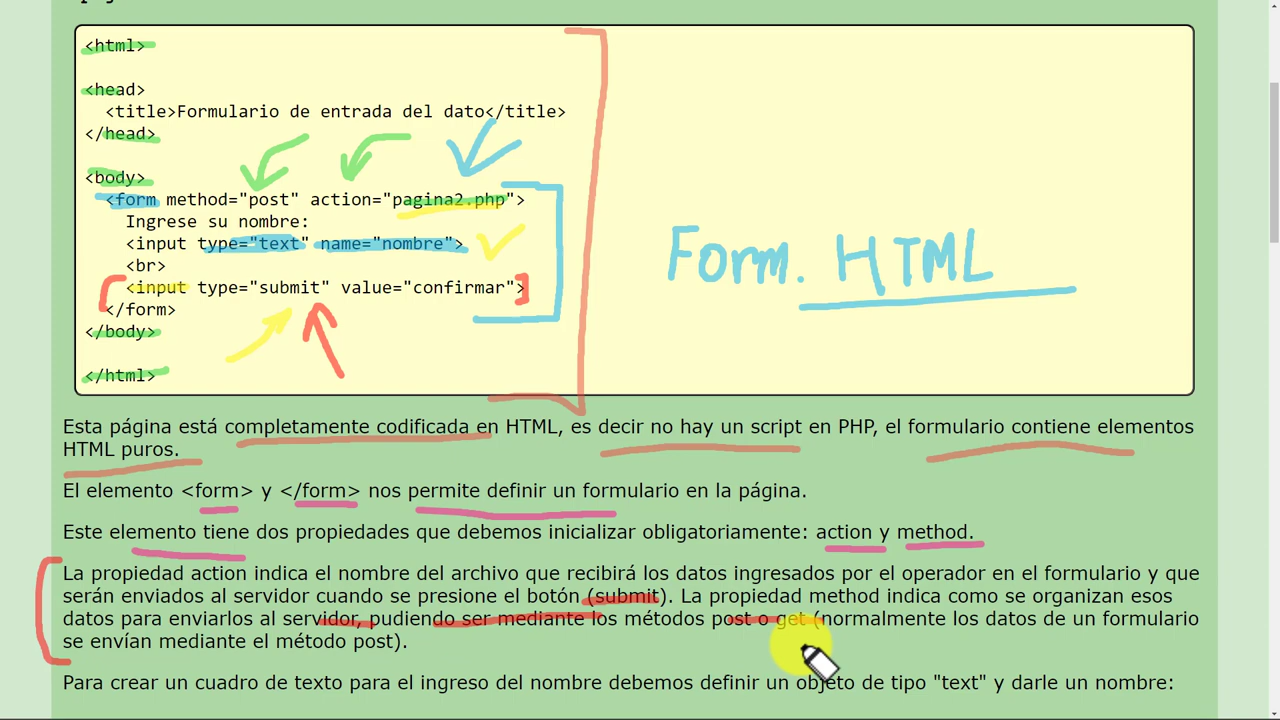 <html>
<head>
<title>Formulario de entrada del dato</title>
</head>
<body>
<form method="post" action="pagina2.php">
Ingrese su nombre:
<input type="text" name="nombre">
<br>
<input type="submit" value="confirmar">
</form>
</body>
</html>
Form. HTML
Esta página está completamente codificada en HTML, es decir no hay un script en PHP, el formulario contiene elementos
HTML puros.
El elemento <form> y </form> nos permite definir un formulario en la página.
Este elemento tiene dos propiedades que debemos inicializar obligatoriamente: action y method.
La propiedad action indica el nombre del archivo que recibirá los datos ingresados por el operador en el formulario y que
serán enviados al servidor cuando se presione el botón (submit). La propiedad method indica como se organizan esos
datos para enviarlos al servidor, pudiendo ser mediante los métodos post o get (normalmente los datos de un formulario
se envían mediante el método post).
Para crear un cuadro de texto para el ingreso del nombre debemos definir un objeto de tipo "text" y darle un nombre: